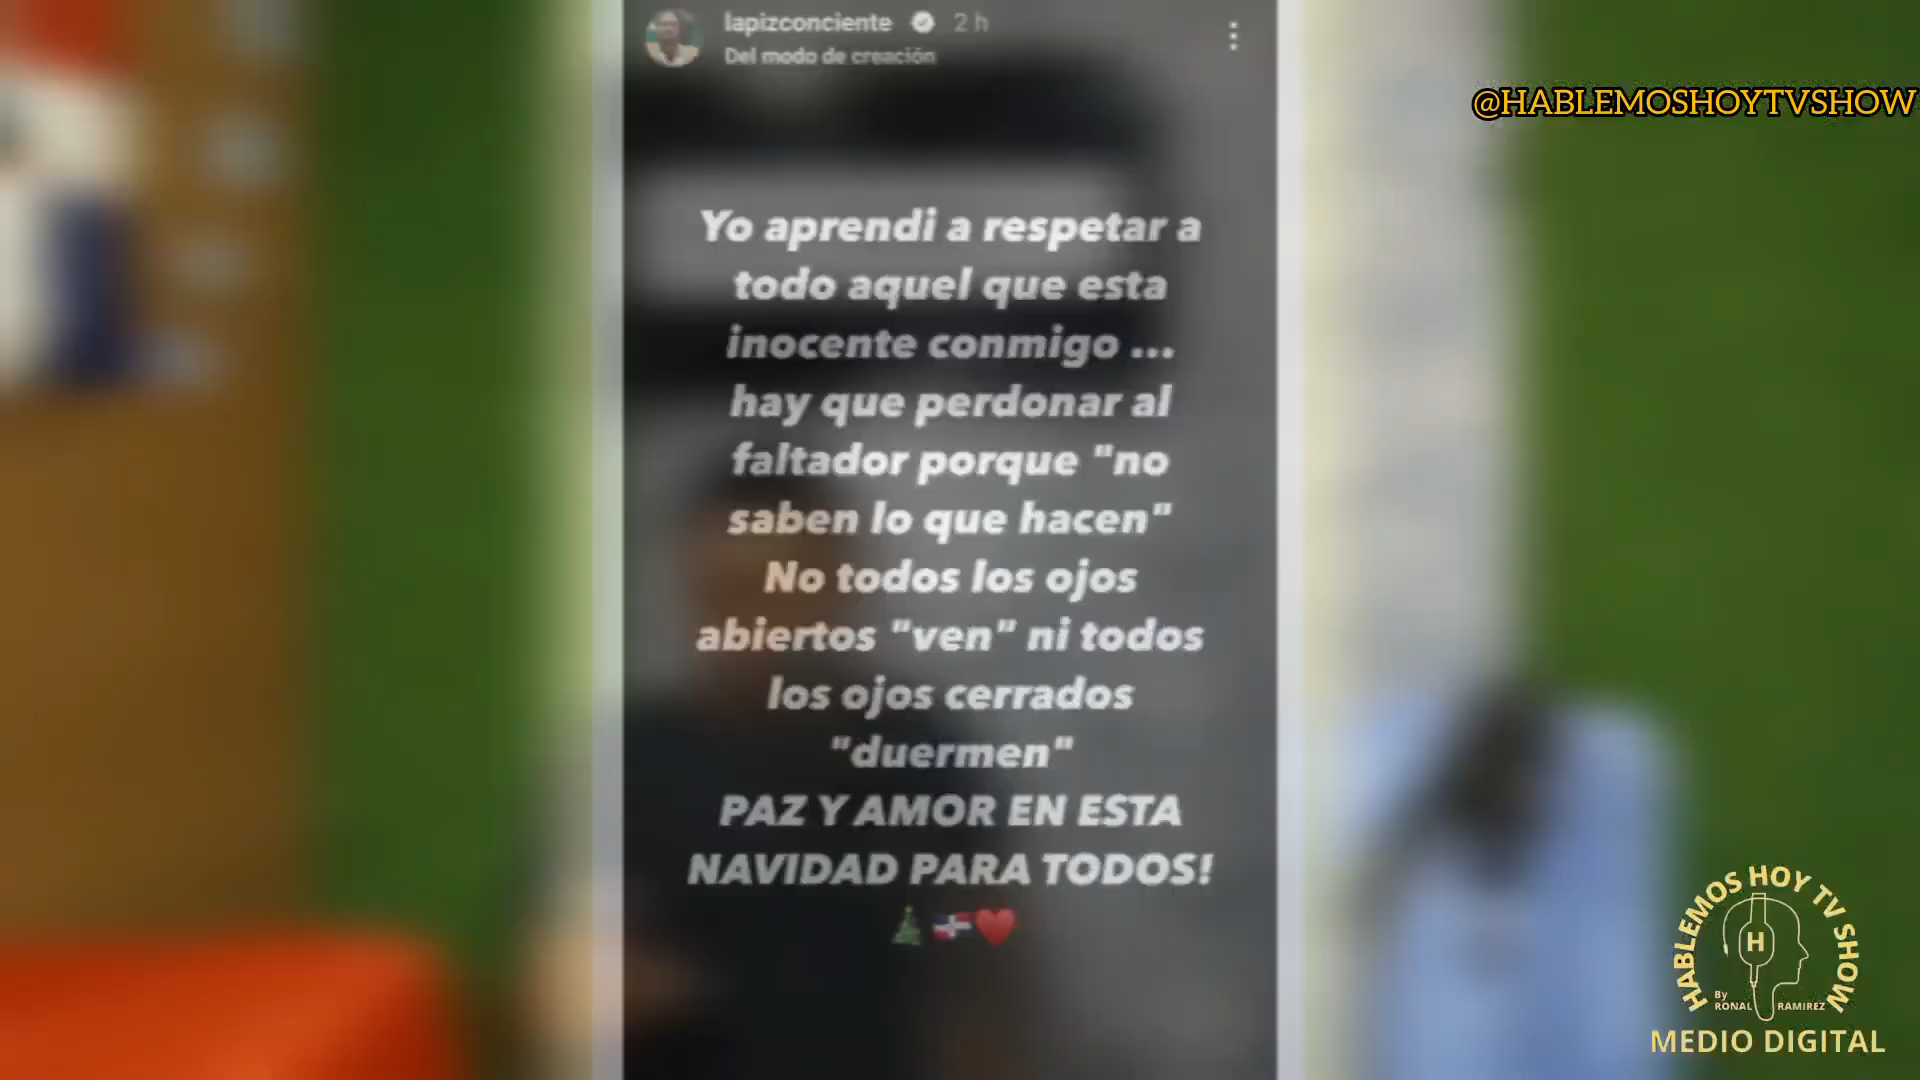 lapizconciente 2 h
Del modo de creación
@HABLEMOSHOYTVSHOW
Yo aprendi a respetar a
todo aquel que esta
inocente conmigo ...
hay que perdonar al
faltador porque "no
saben lo que hacen"
No todos los ojos
abiertos "ven" ni todos
los ojos cerrados
"duermen"
PAZ Y AMOR EN ESTA
NAVIDAD PARA TODOS!
🎄🇩🇴❤️
HABLEMOS HOY TV SHOW
H
By
RONAL RAMIREZ
MEDIO DIGITAL